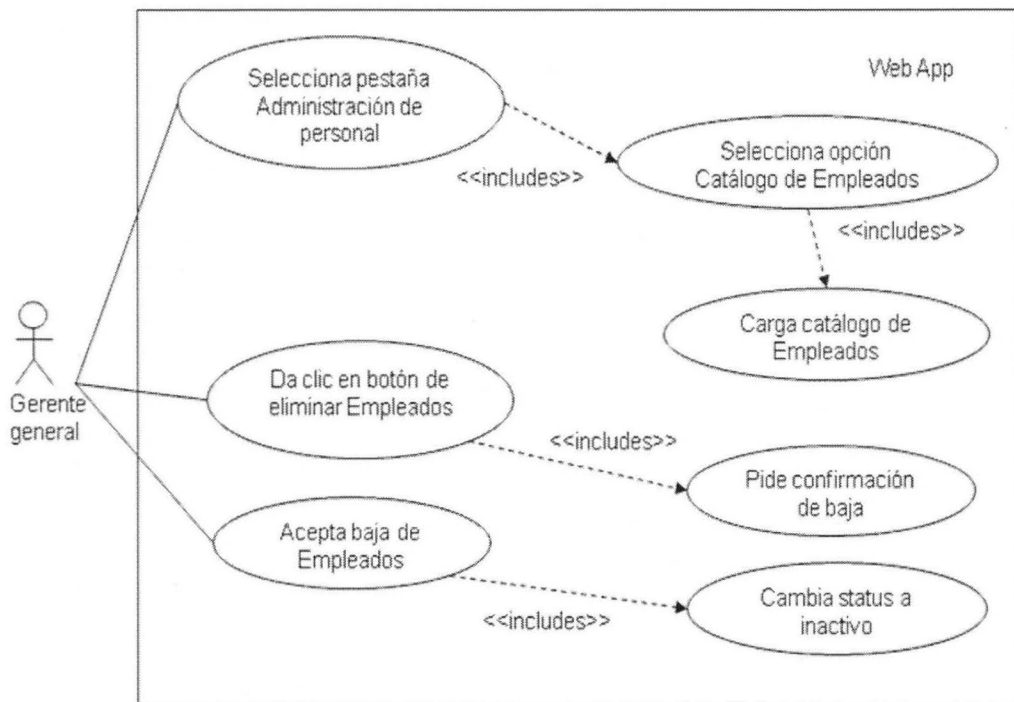 Web App
Selecciona pestaña
Administración de
personal
<<includes>>
Selecciona opción
Catálogo de Empleados
<<includes>>
Carga catálogo de
Empleados
Gerente
general
Da clic en botón de
eliminar Empleados
<<includes>>
Pide confirmación
de baja
Acepta baja de
Empleados
<<includes>>
Cambia status a
inactivo